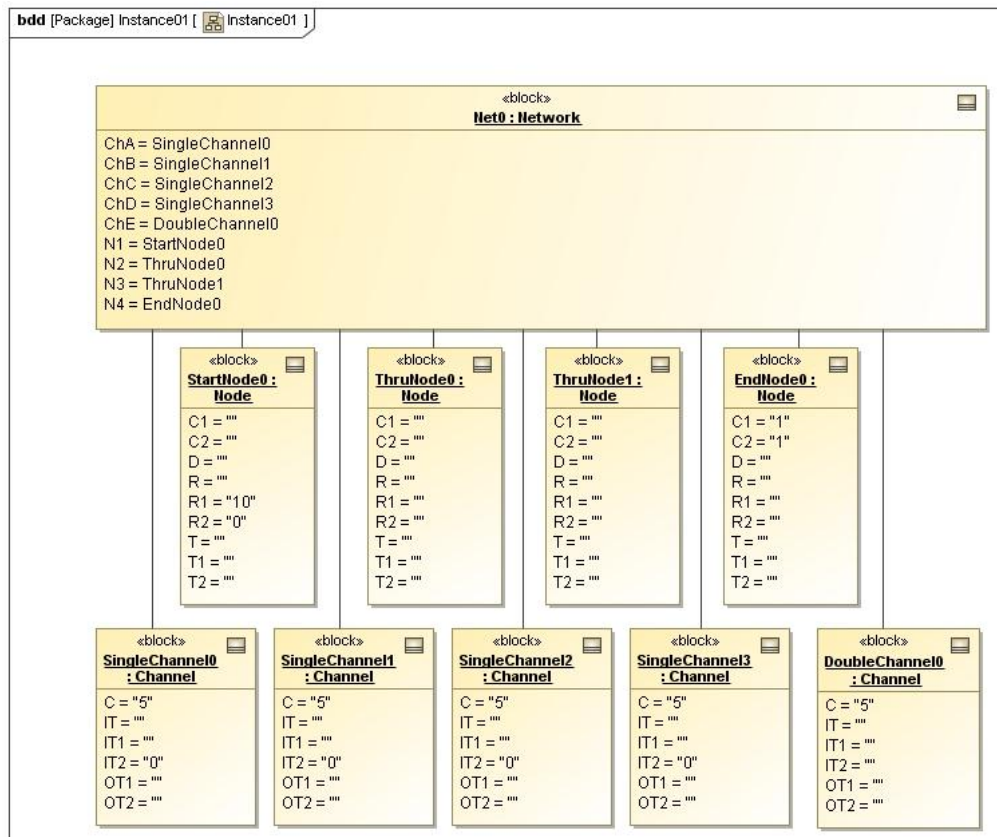 bdd [Package] Instance01 [ Instance01 ]
«block»
Net0 : Network
ChA = SingleChannel0
ChB = SingleChannel1
ChC = SingleChannel2
ChD = SingleChannel3
ChE = DoubleChannel0
N1 = StartNode0
N2 = ThruNode0
N3 = ThruNode1
N4 = EndNode0
«block»
StartNode0 :
Node
C1 = ""
C2 = ""
D = ""
R = ""
R1 = "10"
R2 = "0"
T = ""
T1 = ""
T2 = ""
«block»
ThruNode0 :
Node
C1 = ""
C2 = ""
D = ""
R = ""
R1 = ""
R2 = ""
T = ""
T1 = ""
T2 = ""
«block»
ThruNode1 :
Node
C1 = ""
C2 = ""
D = ""
R = ""
R1 = ""
R2 = ""
T = ""
T1 = ""
T2 = ""
«block»
EndNode0 :
Node
C1 = "1"
C2 = "1"
D = ""
R = ""
R1 = ""
R2 = ""
T = ""
T1 = ""
T2 = ""
«block»
SingleChannel0
: Channel
C = "5"
IT = ""
IT1 = ""
IT2 = "0"
OT1 = ""
OT2 = ""
«block»
SingleChannel1
: Channel
C = "5"
IT = ""
IT1 = ""
IT2 = "0"
OT1 = ""
OT2 = ""
«block»
SingleChannel2
: Channel
C = "5"
IT = ""
IT1 = ""
IT2 = "0"
OT1 = ""
OT2 = ""
«block»
SingleChannel3
: Channel
C = "5"
IT = ""
IT1 = ""
IT2 = "0"
OT1 = ""
OT2 = ""
«block»
DoubleChannel0
: Channel
C = "5"
IT = ""
IT1 = ""
IT2 = ""
OT1 = ""
OT2 = ""